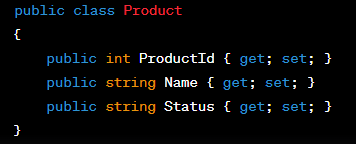 public class Product
{
    public int ProductId { get; set; }
    public string Name { get; set; }
    public string Status { get; set; }
}